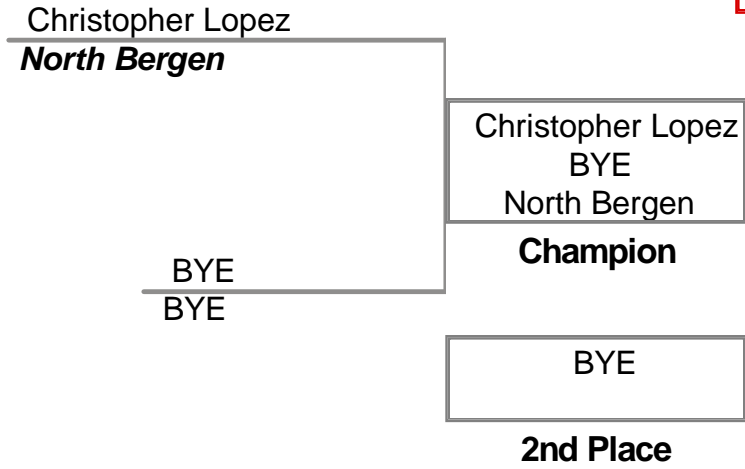 Christopher Lopez
North Bergen
Christopher Lopez
BYE
North Bergen
Champion
BYE
BYE
BYE
2nd Place